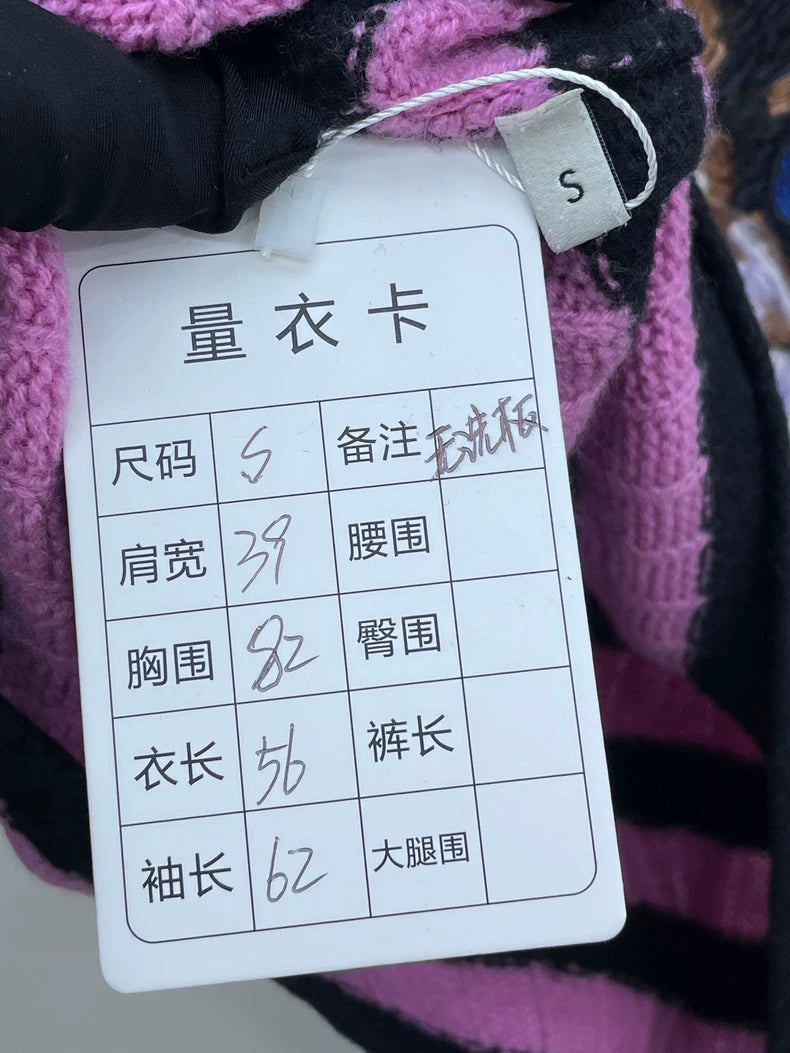 S
量衣卡
尺码 S 备注 无洗板
肩宽 39 腰围
胸围 82 臀围
衣长 56 裤长
袖长 62 大腿围